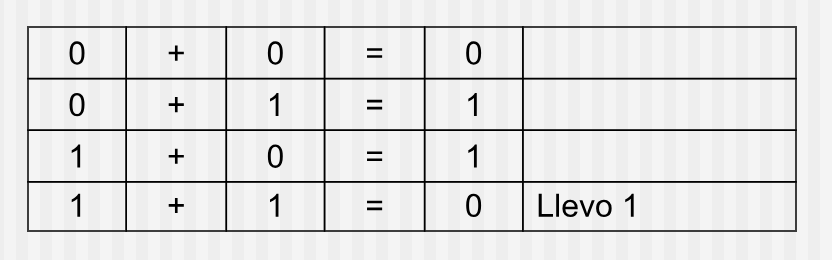 0 + 0 = 0
0 + 1 = 1
1 + 0 = 1
1 + 1 = 0 Llevo 1